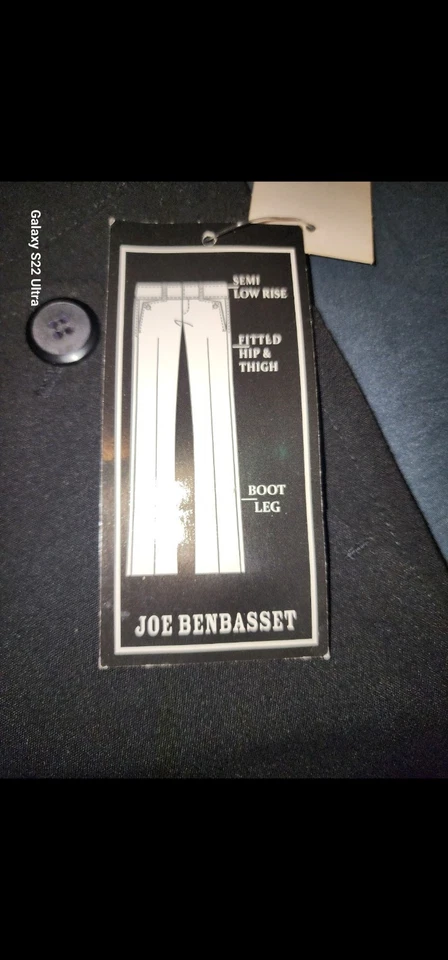 Galaxy S22 Ultra
SEMI
LOW RISE
FITTED
HIP &
THIGH
BOOT
LEG
JOE BENBASSET